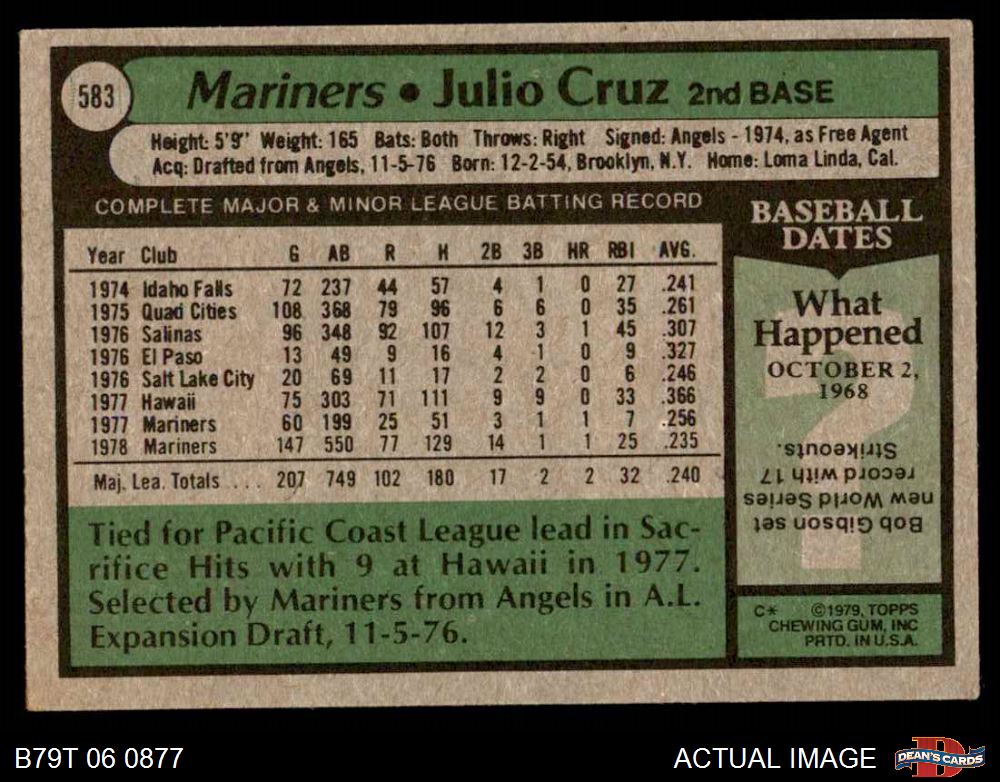 583
Mariners • Julio Cruz 2nd BASE
Height: 5'9" Weight: 165 Bats: Both Throws: Right Signed: Angels - 1974, as Free Agent
Acq: Drafted from Angels, 11-5-76 Born: 12-2-54, Brooklyn, N.Y. Home: Loma Linda, Cal.
COMPLETE MAJOR & MINOR LEAGUE BATTING RECORD
Year Club G AB R H 2B 3B HR RBI AVG.
1974 Idaho Falls 72 237 44 57 4 1 0 27 .241
1975 Quad Cities 108 368 79 96 6 6 0 35 .261
1976 Salinas 96 348 92 107 12 3 1 45 .307
1976 El Paso 13 49 9 16 4 1 0 9 .327
1976 Salt Lake City 20 69 11 17 2 2 0 6 .246
1977 Hawaii 75 303 71 111 9 9 0 33 .366
1977 Mariners 60 199 25 51 3 1 1 7 .256
1978 Mariners 147 550 77 129 14 1 1 25 .235
Maj. Lea. Totals . . . 207 749 102 180 17 2 2 32 .240
Tied for Pacific Coast League lead in Sac-
rifice Hits with 9 at Hawaii in 1977.
Selected by Mariners from Angels in A.L.
Expansion Draft, 11-5-76.
BASEBALL
DATES
?
What
Happened
OCTOBER 2,
1968
Bob Gibson set
new World Series
record with 17
Strikeouts.
C* ©1979, TOPPS
CHEWING GUM, INC
PRTD. IN U.S.A.
B79T 06 0877
ACTUAL IMAGE
D
DEAN'S CARDS